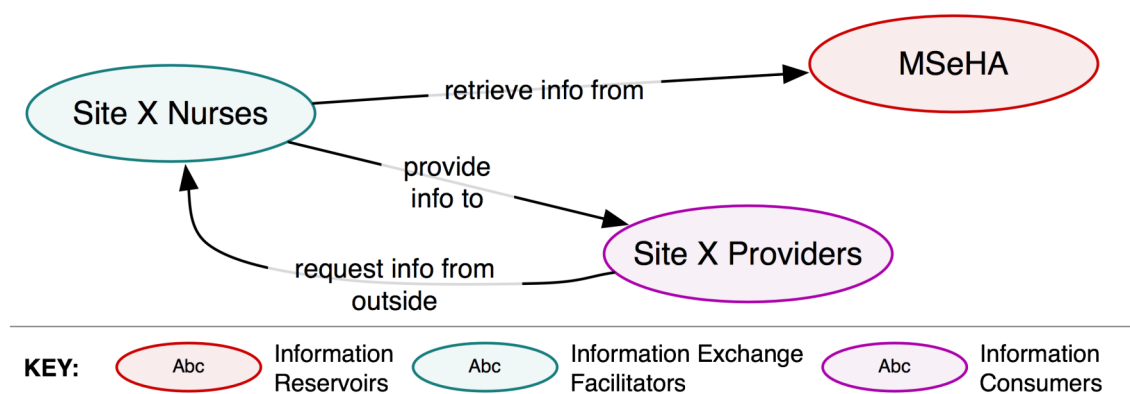 MSeHA
Site X Nurses
retrieve info from
provide
info to
Site X Providers
request info from
outside
KEY:
Abc
Information
Reservoirs
Abc
Information Exchange
Facilitators
Abc
Information
Consumers